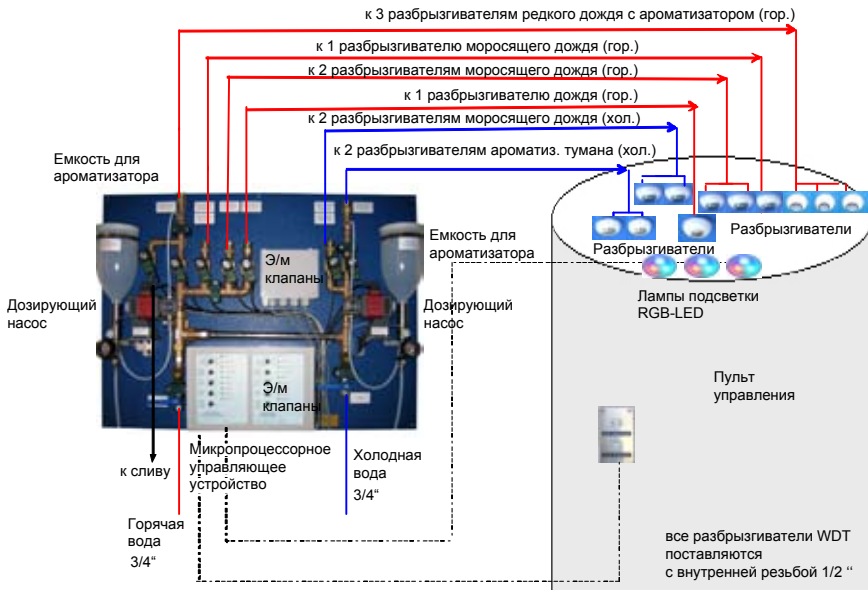 к 3 разбрызгивателям редкого дождя с ароматизатором (гор.)
к 1 разбрызгивателю моросящего дождя (гор.)
к 2 разбрызгивателям моросящего дождя (гор.)
к 1 разбрызгивателю дождя (гор.)
к 2 разбрызгивателям моросящего дождя (хол.)
к 2 разбрызгивателям ароматиз. тумана (хол.)
Емкость для
ароматизатора
Э/м
клапаны
Емкость для
ароматизатора
Разбрызгиватели
Разбрызгиватели
Дозирующий
насос
Дозирующий
насос
Лампы подсветки
RGB-LED
Э/м
клапаны
Пульт
управления
Микропроцессорное
управляющее
устройство
к сливу
Холодная
вода
3/4“
Горячая
вода
3/4“
все разбрызгиватели WDT
поставляются
с внутренней резьбой 1/2 “